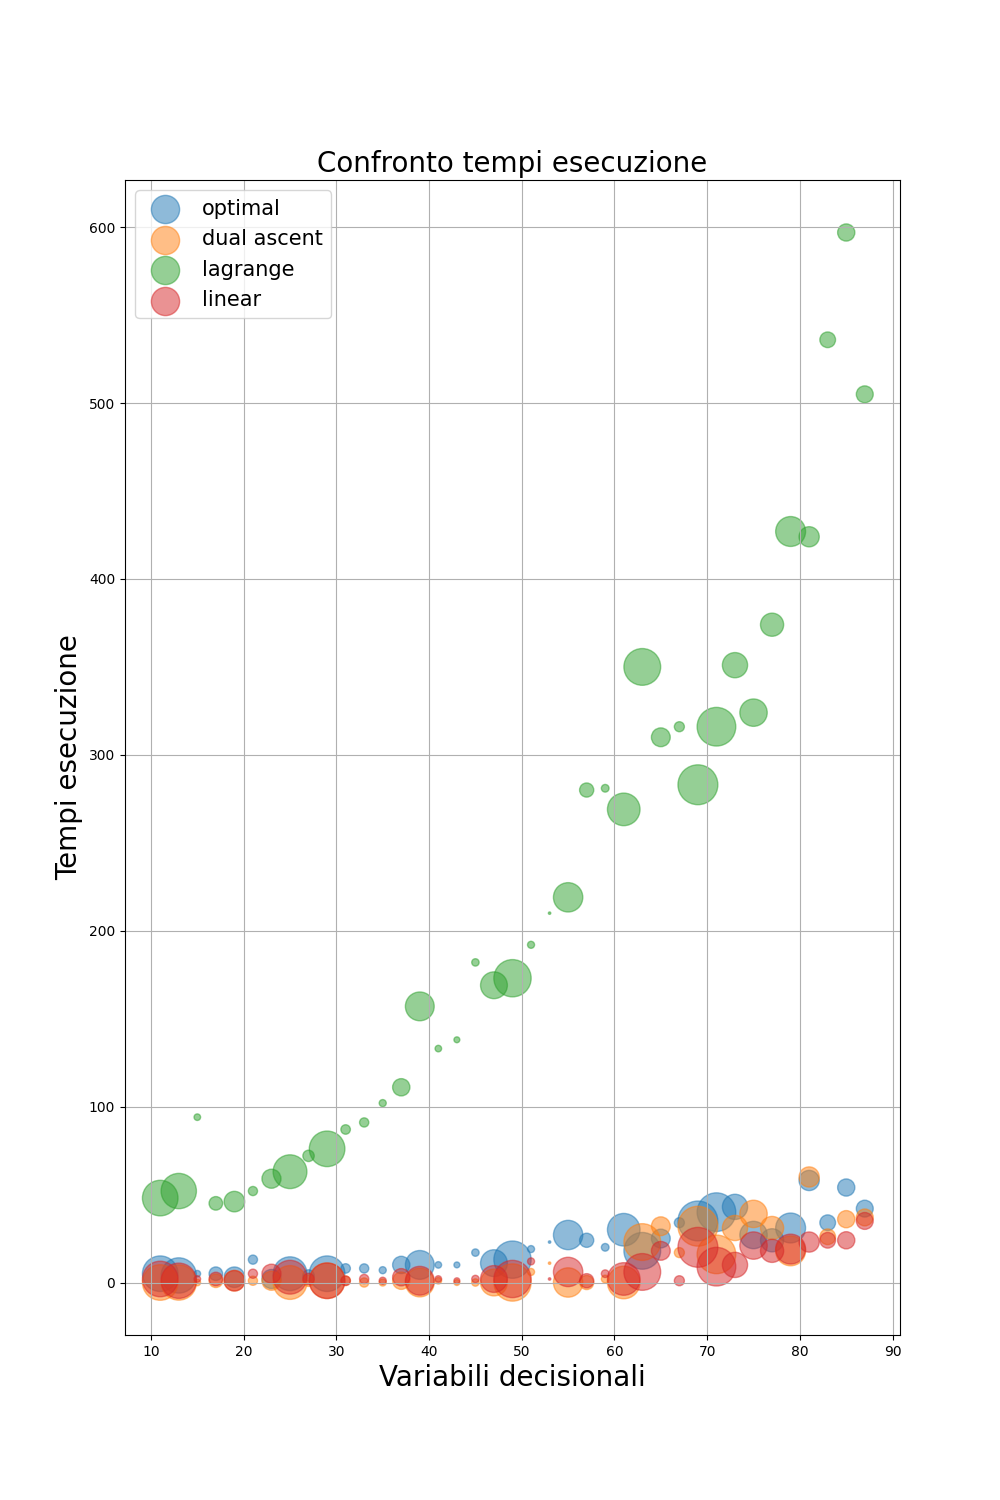 Confronto tempi esecuzione
optimal
dual ascent
lagrange
linear
600
500
400
300
200
100
0
Tempi esecuzione
10 20 30 40 50 60 70 80 90
Variabili decisionali